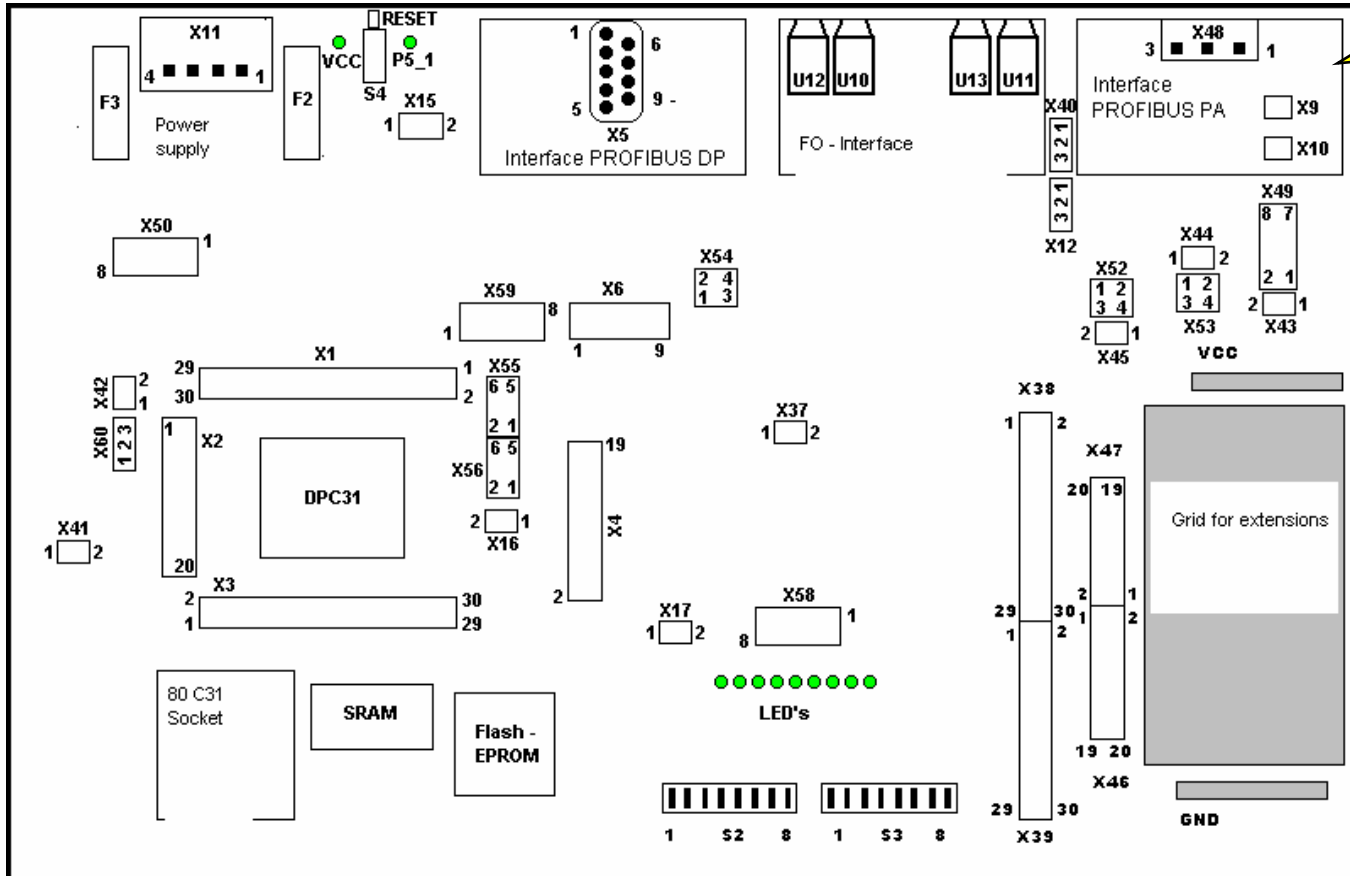 RESET
X11
VCC
P5_1
4
1
F3
F2
S4
X15
1
2
Power
supply
1
6
5
9 -
X5
Interface PROFIBUS DP
U12
U10
U13
U11
FO - Interface
X40
3 2 1
3 2 1
X12
X48
3
1
Interface
PROFIBUS PA
X9
X10
X50
1
8
X59
8
1
X6
1
9
X54
2 4
1 3
X52
1 2
3 4
2
1
X45
X44
1
2
1 2
3 4
X53
X49
8 7
2 1
2
1
X43
VCC
X1
29
1
30
2
X42
2
1
X60
1 2 3
1
X2
20
DPC31
X55
6 5
2 1
X56
6 5
2 1
2
1
X16
19
X4
2
X37
1
2
X38
1
2
29
30
X47
20 19
2
1
Grid for extensions
X41
1
2
X3
2
30
1
29
X17
1
2
X58
1
8
1
2
1
2
80 C31
Socket
SRAM
Flash -
EPROM
LED's
19 20
X46
29
30
X39
1
S2
8
1
S3
8
GND